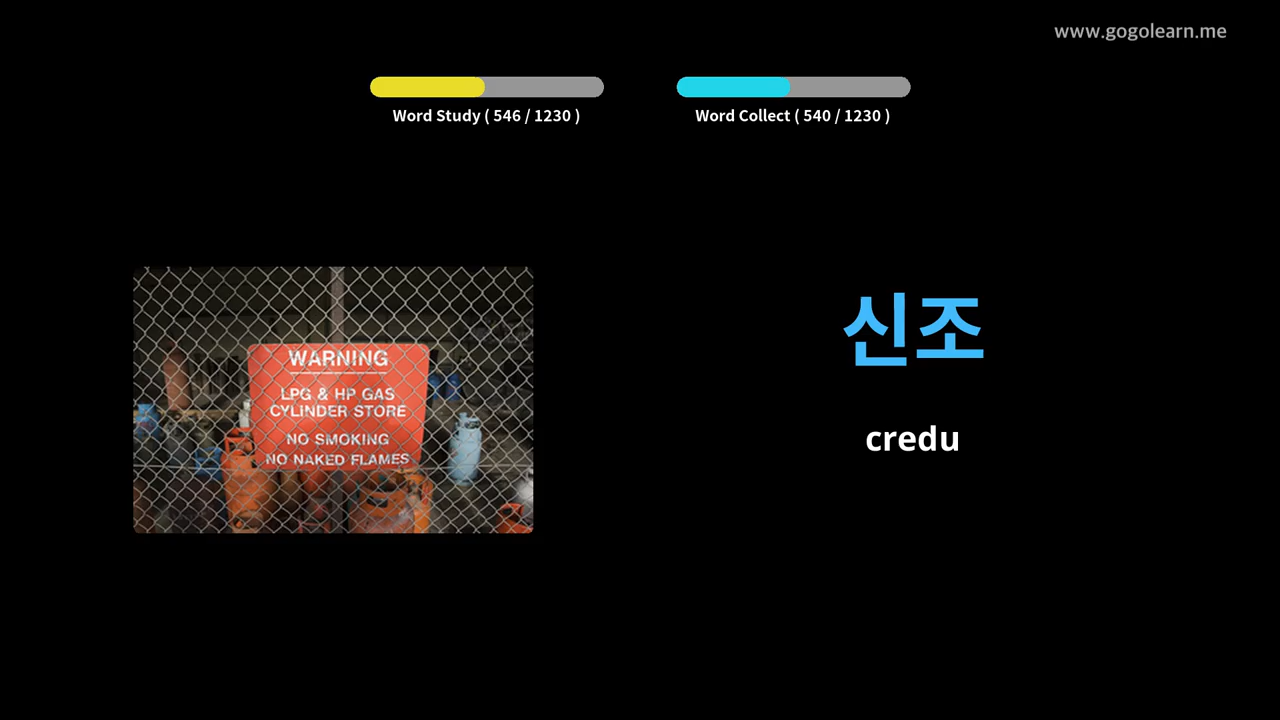 www.gogolearn.me
Word Study ( 546 / 1230 )
Word Collect ( 540 / 1230 )
WARNING
LPG & HP GAS
CYLINDER STORE
NO SMOKING
NO NAKED FLAMES
신조
credu